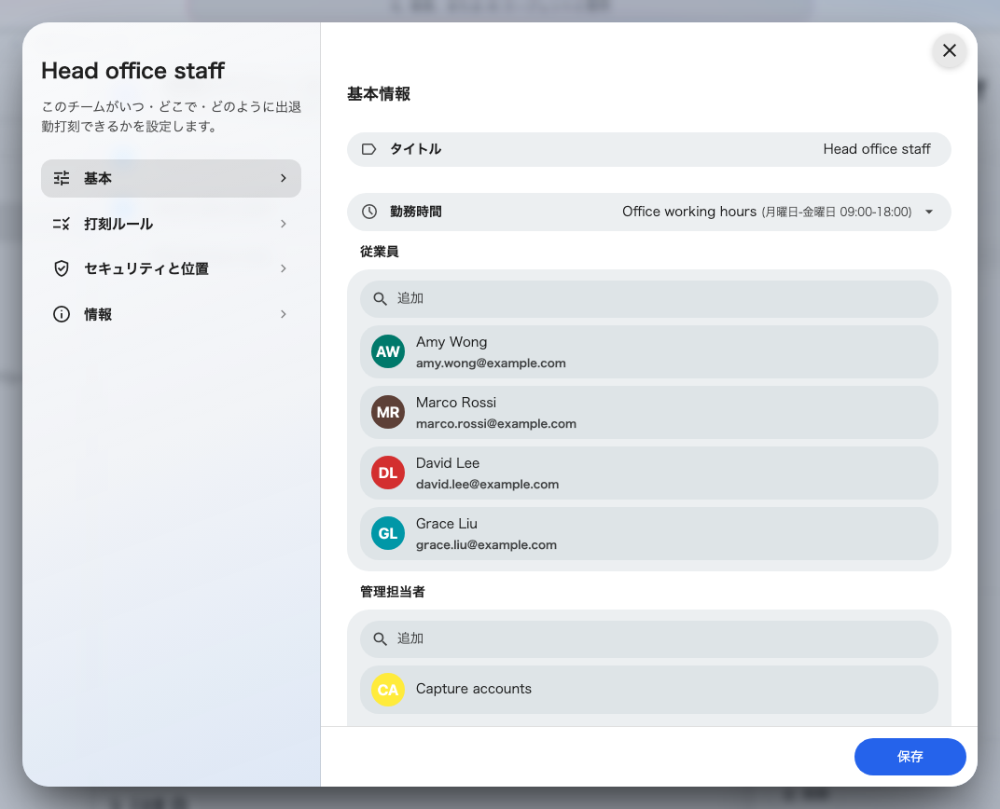 Head office staff
このチームがいつ・どこで・どのように出退
勤打刻できるかを設定します。
基本
打刻ルール
セキュリティと位置
情報
基本情報
タイトル Head office staff
勤務時間 Office working hours (月曜日-金曜日 09:00-18:00)
従業員
追加
AW Amy Wong
amy.wong@example.com
MR Marco Rossi
marco.rossi@example.com
DL David Lee
david.lee@example.com
GL Grace Liu
grace.liu@example.com
管理担当者
追加
CA Capture accounts
保存